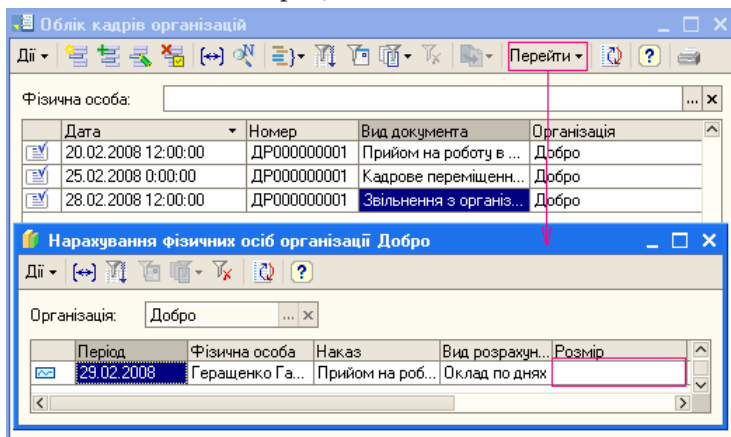 Облік кадрів організацій
Дії Перейти
Фізична особа:
Дата Номер Вид документа Організація
20.02.2008 12:00:00 ДР000000001 Прийом на роботу в ... Добро
25.02.2008 0:00:00 ДР000000001 Кадрове переміщенн... Добро
28.02.2008 12:00:00 ДР000000001 Звільнення з організ... Добро
Нарахування фізичних осіб організації Добро
Дії
Організація: Добро
Період Фізична особа Наказ Вид розрахун... Розмір
29.02.2008 Геращенко Га... Прийом на роб... Оклад по днях